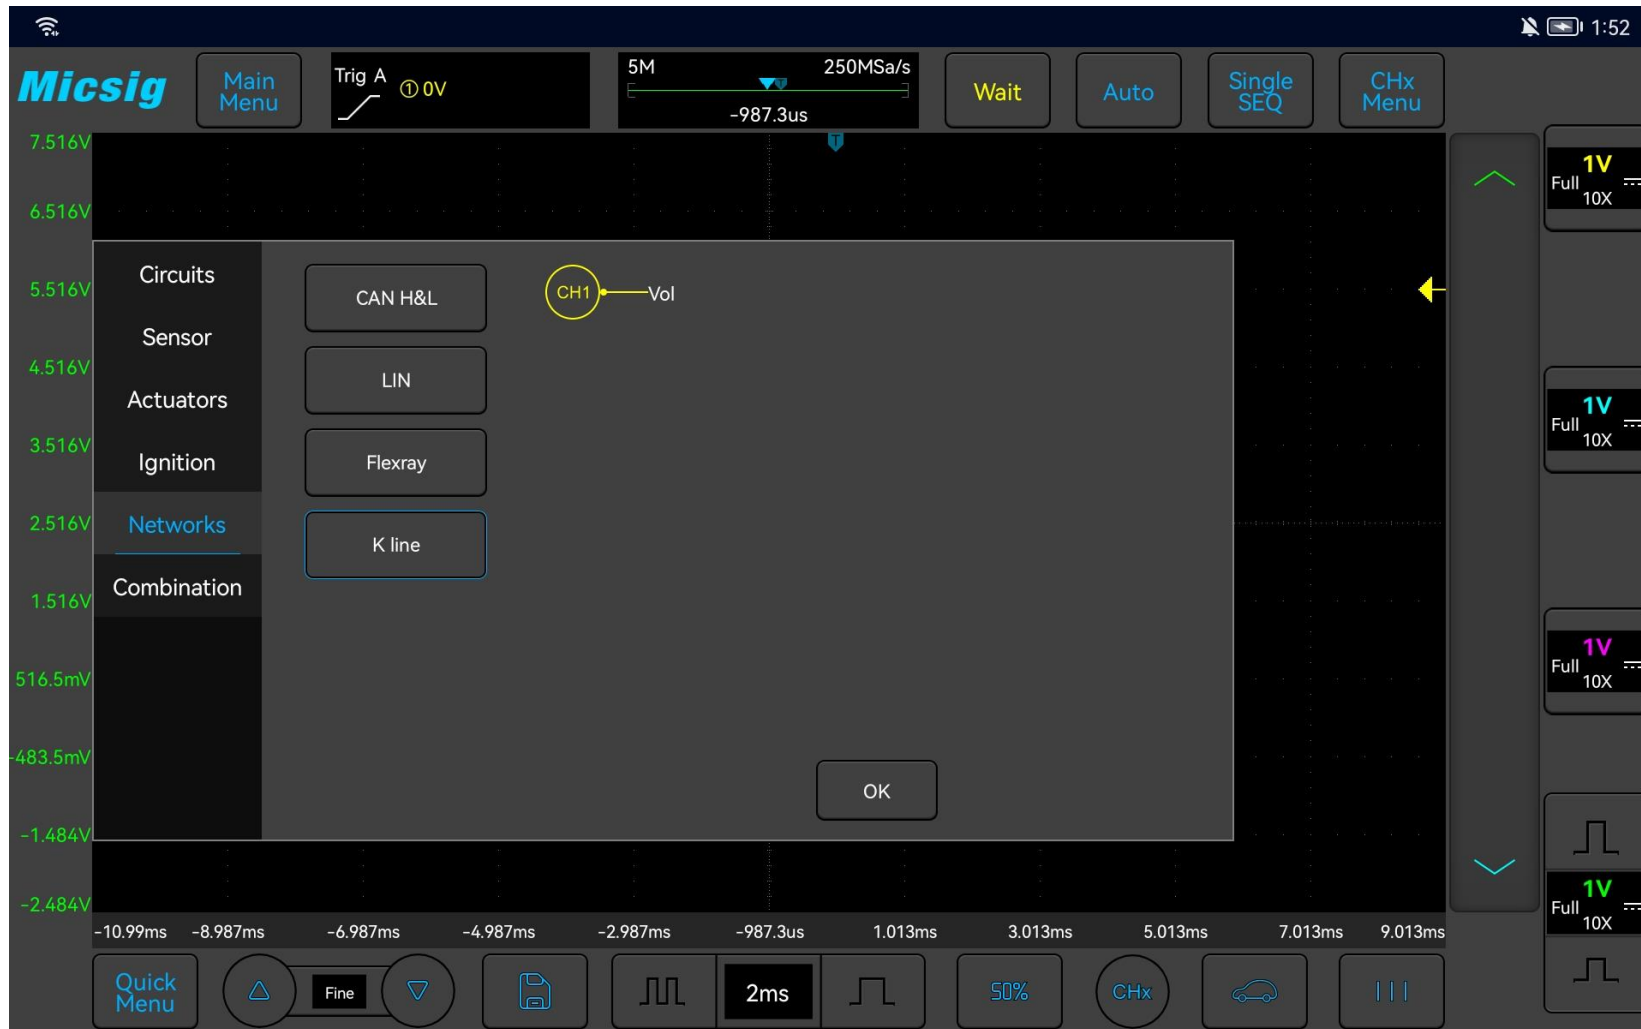 1:52
Micsig
Main
Menu
Trig A
① 0V
5M
250MSa/s
-987.3us
Wait
Auto
Single
SEQ
CHx
Menu
7.516V
6.516V
5.516V
4.516V
3.516V
2.516V
1.516V
516.5mV
-483.5mV
-1.484V
-2.484V
T
Circuits
Sensor
Actuators
Ignition
Networks
Combination
CAN H&L
LIN
Flexray
K line
CH1
Vol
OK
1V
Full
10X
1V
Full
10X
1V
Full
10X
1V
Full
10X
-10.99ms
-8.987ms
-6.987ms
-4.987ms
-2.987ms
-987.3us
1.013ms
3.013ms
5.013ms
7.013ms
9.013ms
Quick
Menu
Fine
2ms
50%
CHx